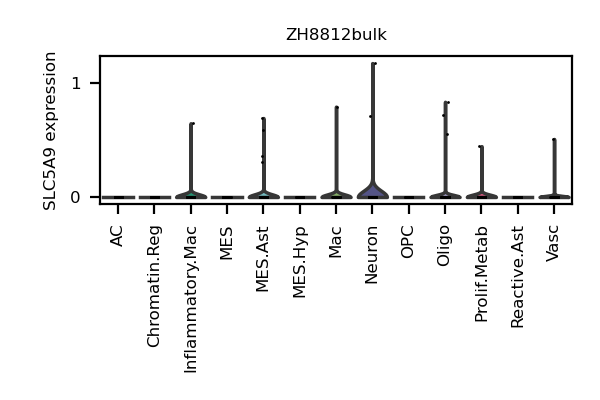 ZH8812bulk
SLC5A9 expression
1
0
AC
Chromatin.Reg
Inflammatory.Mac
MES
MES.Ast
MES.Hyp
Mac
Neuron
OPC
Oligo
Prolif.Metab
Reactive.Ast
Vasc